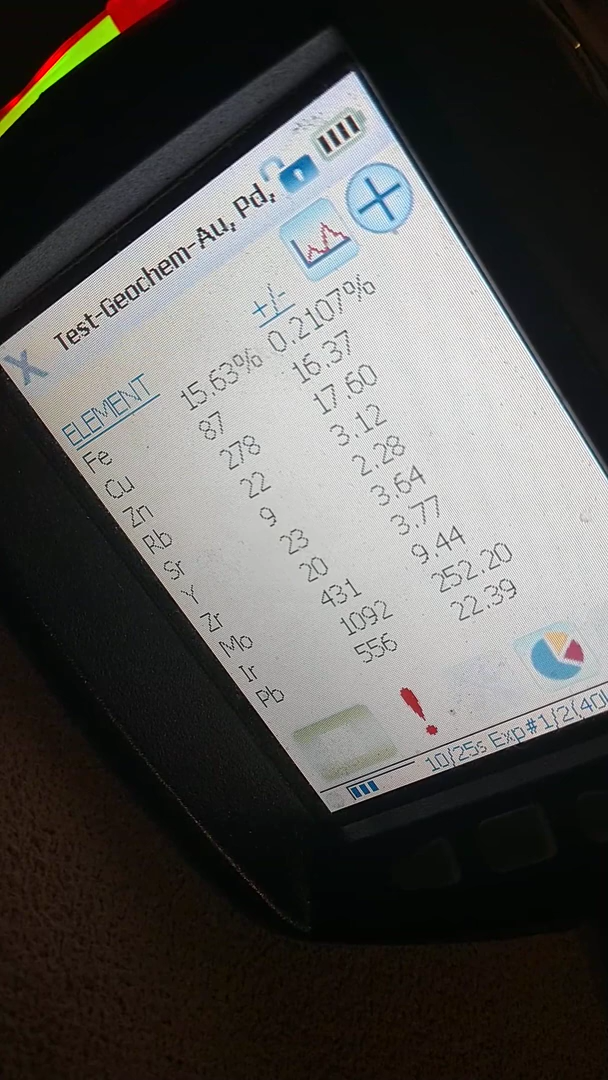 Test-Geochem-Au, Pd,
ELEMENT +/-
Fe 15.63% 0.2107%
Cu 87 16.37
Zn 278 17.60
Rb 22 3.12
Sr 9 2.28
Y 23 3.64
Zr 20 3.77
Mo 431 9.44
Ir 1092 252.20
Pb 556 22.39
!
10/25s Exp#1/2(40